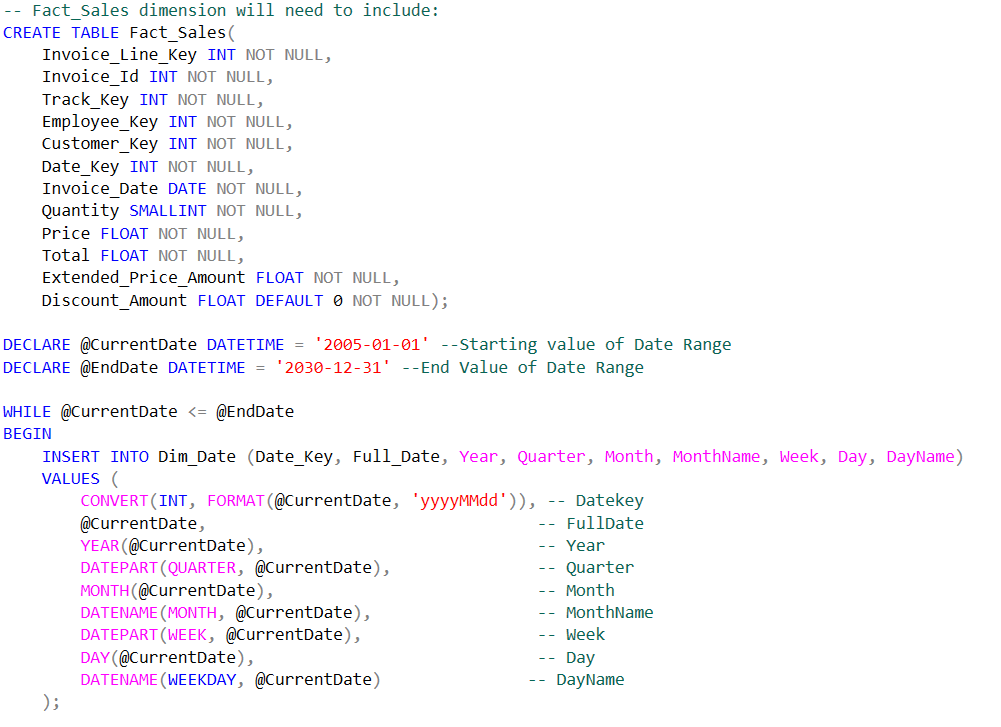 -- Fact_Sales dimension will need to include:
CREATE TABLE Fact_Sales(
    Invoice_Line_Key INT NOT NULL,
    Invoice_Id INT NOT NULL,
    Track_Key INT NOT NULL,
    Employee_Key INT NOT NULL,
    Customer_Key INT NOT NULL,
    Date_Key INT NOT NULL,
    Invoice_Date DATE NOT NULL,
    Quantity SMALLINT NOT NULL,
    Price FLOAT NOT NULL,
    Total FLOAT NOT NULL,
    Extended_Price_Amount FLOAT NOT NULL,
    Discount_Amount FLOAT DEFAULT 0 NOT NULL);

DECLARE @CurrentDate DATETIME = '2005-01-01' --Starting value of Date Range
DECLARE @EndDate DATETIME = '2030-12-31' --End Value of Date Range

WHILE @CurrentDate <= @EndDate
BEGIN
    INSERT INTO Dim_Date (Date_Key, Full_Date, Year, Quarter, Month, MonthName, Week, Day, DayName)
    VALUES (
        CONVERT(INT, FORMAT(@CurrentDate, 'yyyyMMdd')), -- Datekey
        @CurrentDate,                                  -- FullDate
        YEAR(@CurrentDate),                            -- Year
        DATEPART(QUARTER, @CurrentDate),               -- Quarter
        MONTH(@CurrentDate),                           -- Month
        DATENAME(MONTH, @CurrentDate),                 -- MonthName
        DATEPART(WEEK, @CurrentDate),                  -- Week
        DAY(@CurrentDate),                             -- Day
        DATENAME(WEEKDAY, @CurrentDate)               -- DayName
    );